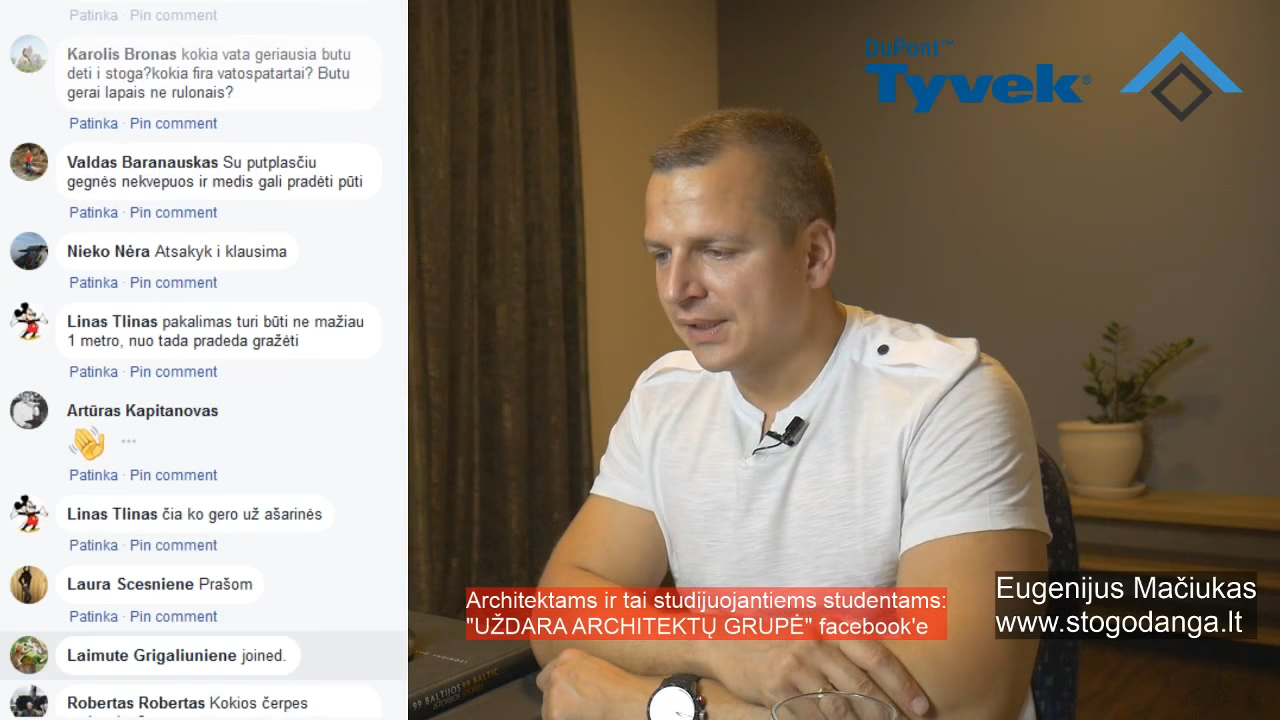 Patinka · Pin comment
Karolis Bronas kokia vata geriausia butu
deti i stoga?kokia fira vatospatartai? Butu
gerai lapais ne rulonais?
Patinka · Pin comment
Valdas Baranauskas Su putplasčiu
gegnės nekvepuos ir medis gali pradėti pūti
Patinka · Pin comment
Nieko Nėra Atsakyk i klausima
Patinka · Pin comment
Linas Tlinas pakalimas turi būti ne mažiau
1 metro, nuo tada pradeda gražėti
Patinka · Pin comment
Artūras Kapitanovas
Patinka · Pin comment
Linas Tlinas čia ko gero už ašarinės
Patinka · Pin comment
Laura Scesniene Prašom
Patinka · Pin comment
Laimute Grigaliuniene joined.
Robertas Robertas Kokios čerpes
DuPont™
Tyvek®
Architektams ir tai studijuojantiems studentams:
"UŽDARA ARCHITEKTŲ GRUPĖ" facebook'e
Eugenijus Mačiukas
www.stogodanga.lt
99 BALTIJOS 99 BALTIC